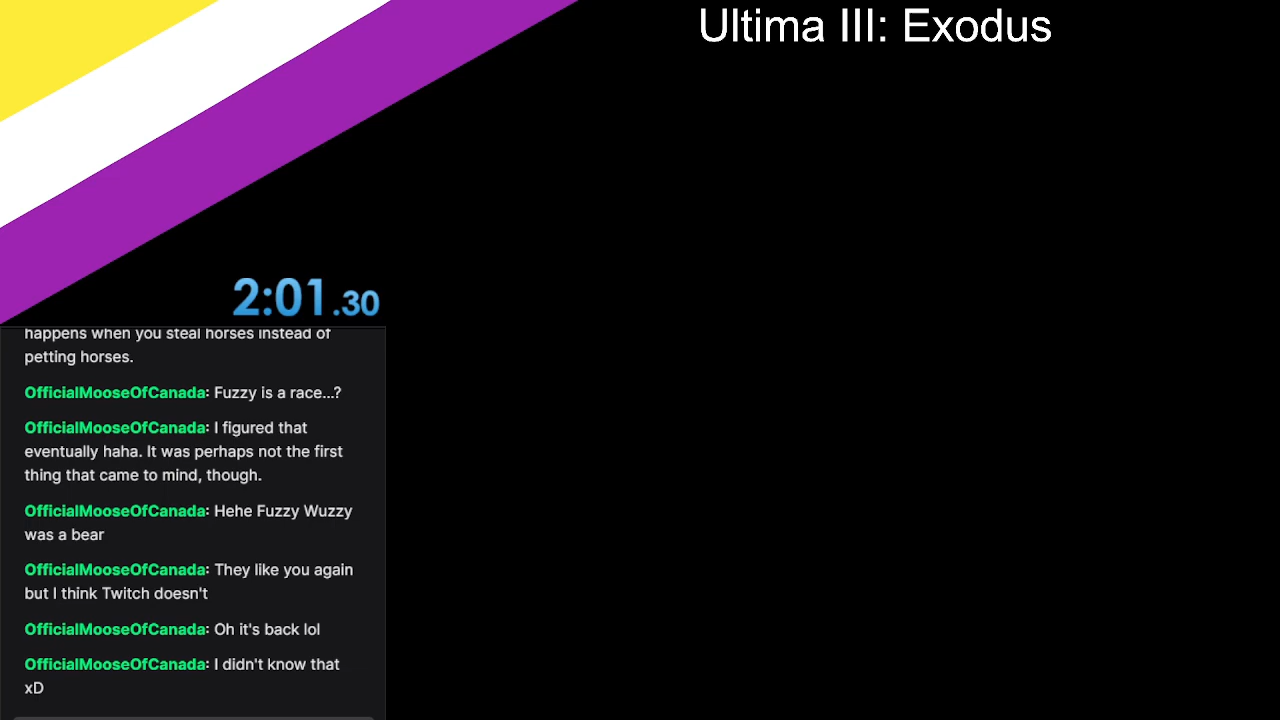 Ultima III: Exodus
2:01.30
happens when you steal horses instead of
petting horses.
OfficialMooseOfCanada: Fuzzy is a race...?
OfficialMooseOfCanada: I figured that
eventually haha. It was perhaps not the first
thing that came to mind, though.
OfficialMooseOfCanada: Hehe Fuzzy Wuzzy
was a bear
OfficialMooseOfCanada: They like you again
but I think Twitch doesn't
OfficialMooseOfCanada: Oh it's back lol
OfficialMooseOfCanada: I didn't know that
xD